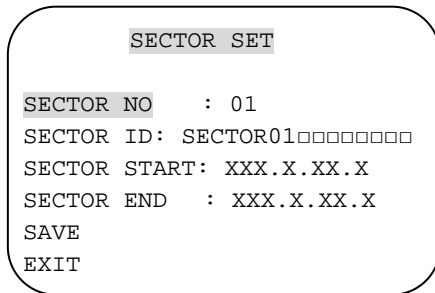 SECTOR SET
SECTOR NO : 01
SECTOR ID: SECTOR01□□□□□□□□
SECTOR START: XXX.X.XX.X
SECTOR END : XXX.X.XX.X
SAVE
EXIT